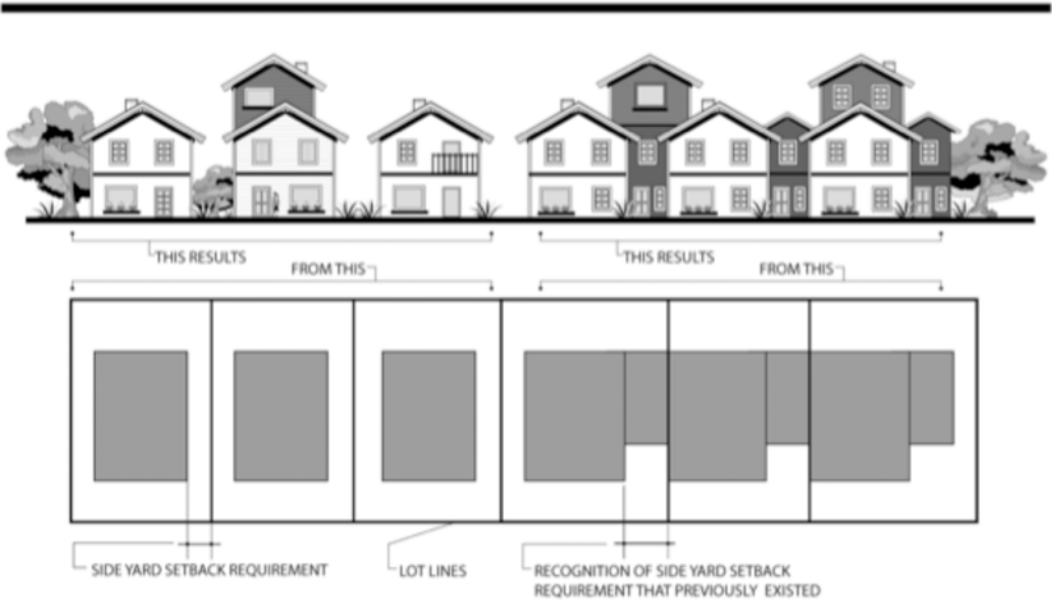 THIS RESULTS
THIS RESULTS
FROM THIS
FROM THIS
SIDE YARD SETBACK REQUIREMENT
LOT LINES
RECOGNITION OF SIDE YARD SETBACK
REQUIREMENT THAT PREVIOUSLY EXISTED